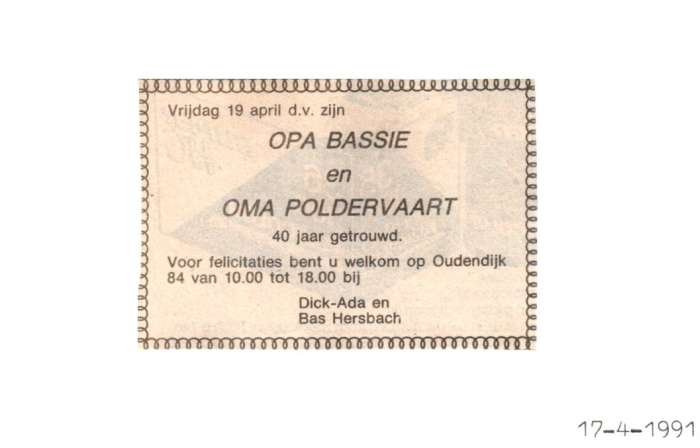 Vrijdag 19 april d.v. zijn
OPA BASSIE
en
OMA POLDERVAART
40 jaar getrouwd.
Voor felicitaties bent u welkom op Oudendijk
84 van 10.00 tot 18.00 bij
Dick-Ada en
Bas Hersbach
17-4-1991